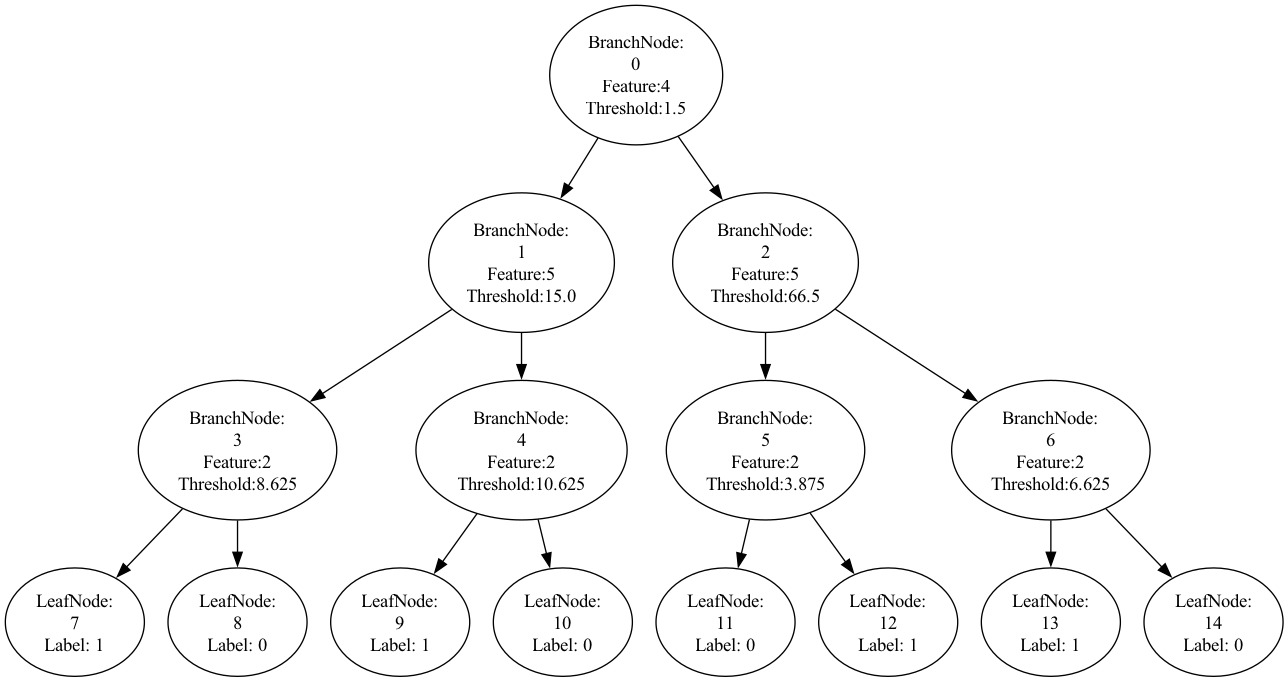 BranchNode:
0
Feature:4
Threshold:1.5
BranchNode:
1
Feature:5
Threshold:15.0
BranchNode:
2
Feature:5
Threshold:66.5
BranchNode:
3
Feature:2
Threshold:8.625
BranchNode:
4
Feature:2
Threshold:10.625
BranchNode:
5
Feature:2
Threshold:3.875
BranchNode:
6
Feature:2
Threshold:6.625
LeafNode:
7
Label: 1
LeafNode:
8
Label: 0
LeafNode:
9
Label: 1
LeafNode:
10
Label: 0
LeafNode:
11
Label: 0
LeafNode:
12
Label: 1
LeafNode:
13
Label: 1
LeafNode:
14
Label: 0